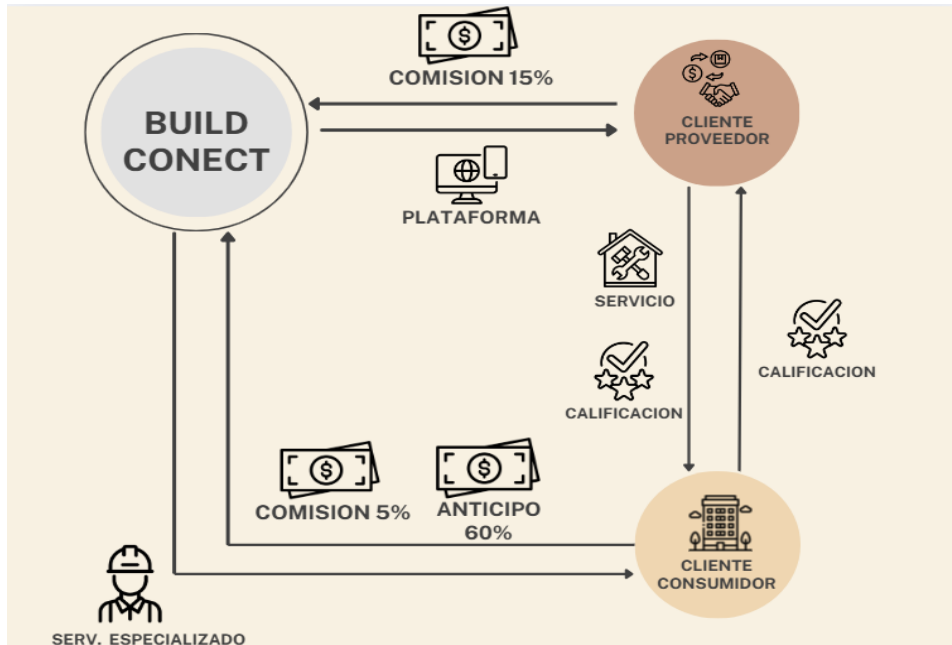 COMISION 15%
BUILD
CONECT
CLIENTE
PROVEEDOR
PLATAFORMA
SERVICIO
CALIFICACION
CALIFICACION
COMISION 5%
ANTICIPO
60%
CLIENTE
CONSUMIDOR
SERV. ESPECIALIZADO